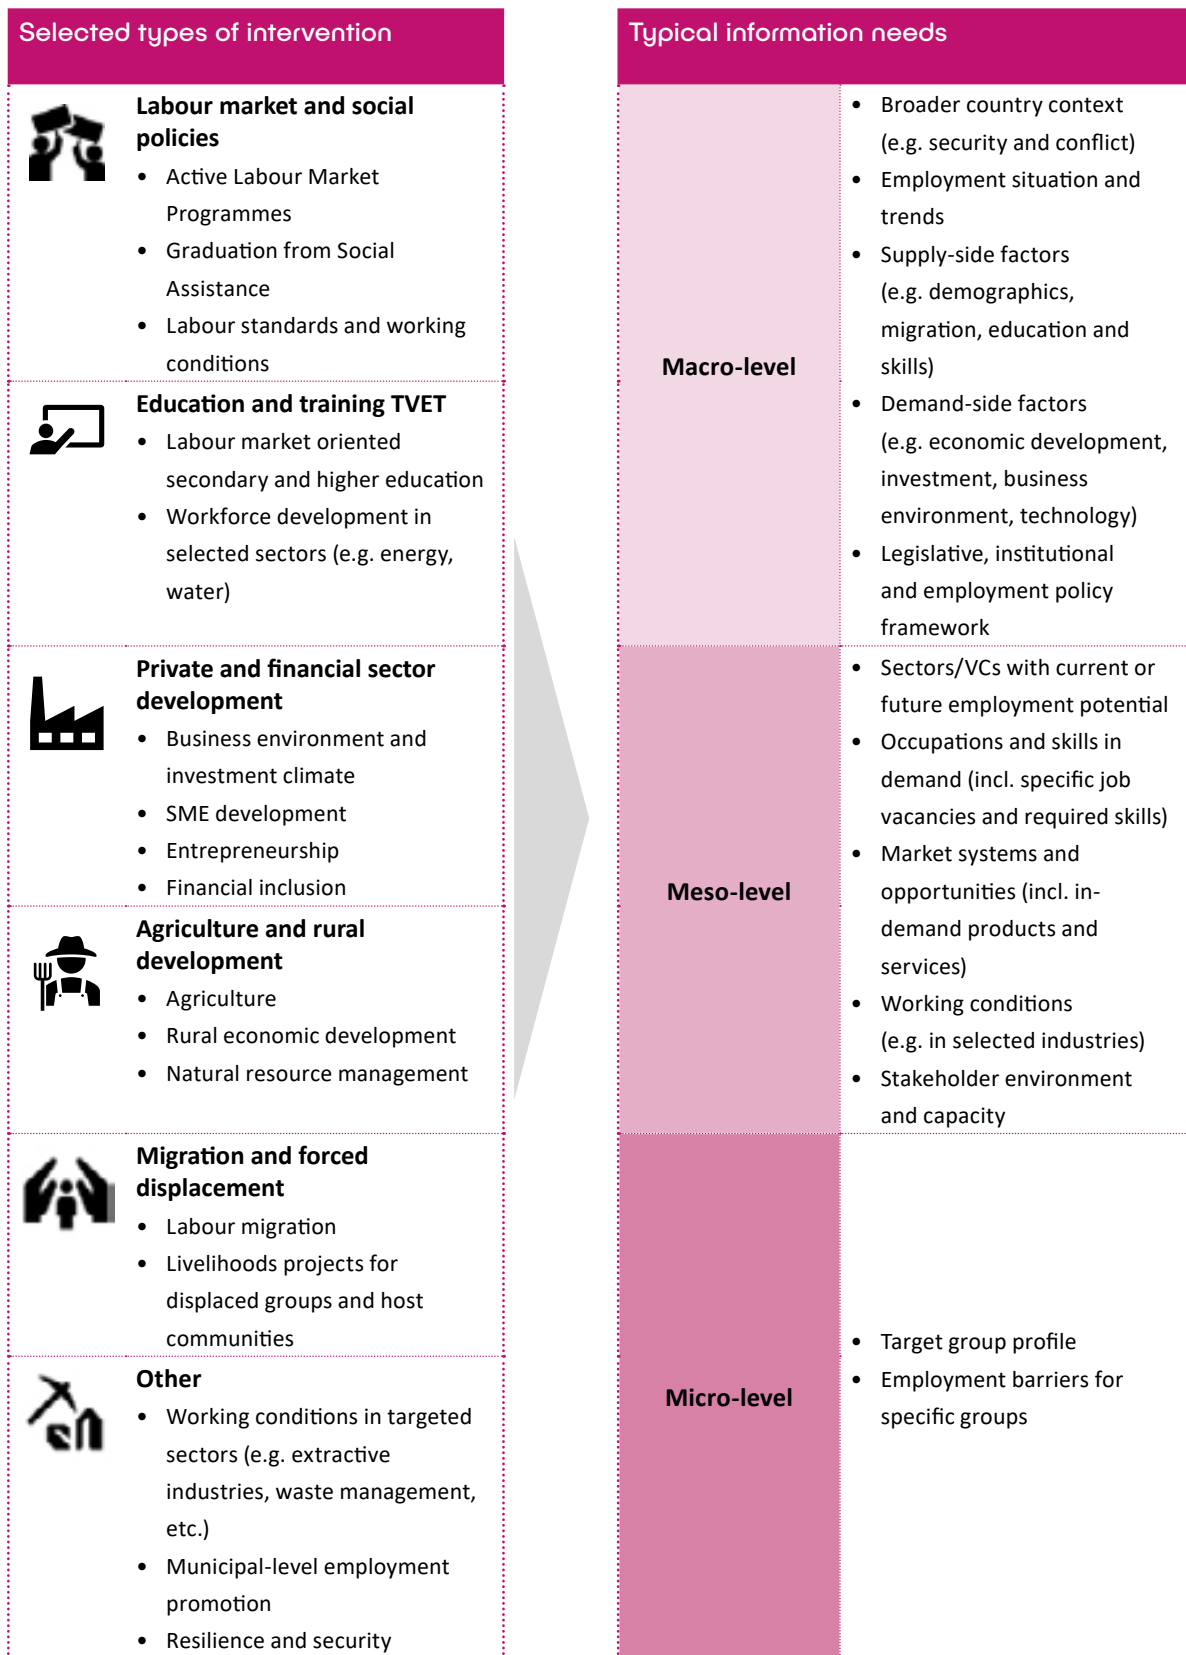 Selected types of intervention
Labour market and social
policies
• Active Labour Market
Programmes
• Graduation from Social
Assistance
• Labour standards and working
conditions
Education and training TVET
• Labour market oriented
secondary and higher education
• Workforce development in
selected sectors (e.g. energy,
water)
Private and financial sector
development
• Business environment and
investment climate
• SME development
• Entrepreneurship
• Financial inclusion
Agriculture and rural
development
• Agriculture
• Rural economic development
• Natural resource management
Migration and forced
displacement
• Labour migration
• Livelihoods projects for
displaced groups and host
communities
Other
• Working conditions in targeted
sectors (e.g. extractive
industries, waste management,
etc.)
• Municipal-level employment
promotion
• Resilience and security
Typical information needs
Macro-level
• Broader country context
(e.g. security and conflict)
• Employment situation and
trends
• Supply-side factors
(e.g. demographics,
migration, education and
skills)
• Demand-side factors
(e.g. economic development,
investment, business
environment, technology)
• Legislative, institutional
and employment policy
framework
Meso-level
• Sectors/VCs with current or
future employment potential
• Occupations and skills in
demand (incl. specific job
vacancies and required skills)
• Market systems and
opportunities (incl. in-
demand products and
services)
• Working conditions
(e.g. in selected industries)
• Stakeholder environment
and capacity
Micro-level
• Target group profile
• Employment barriers for
specific groups